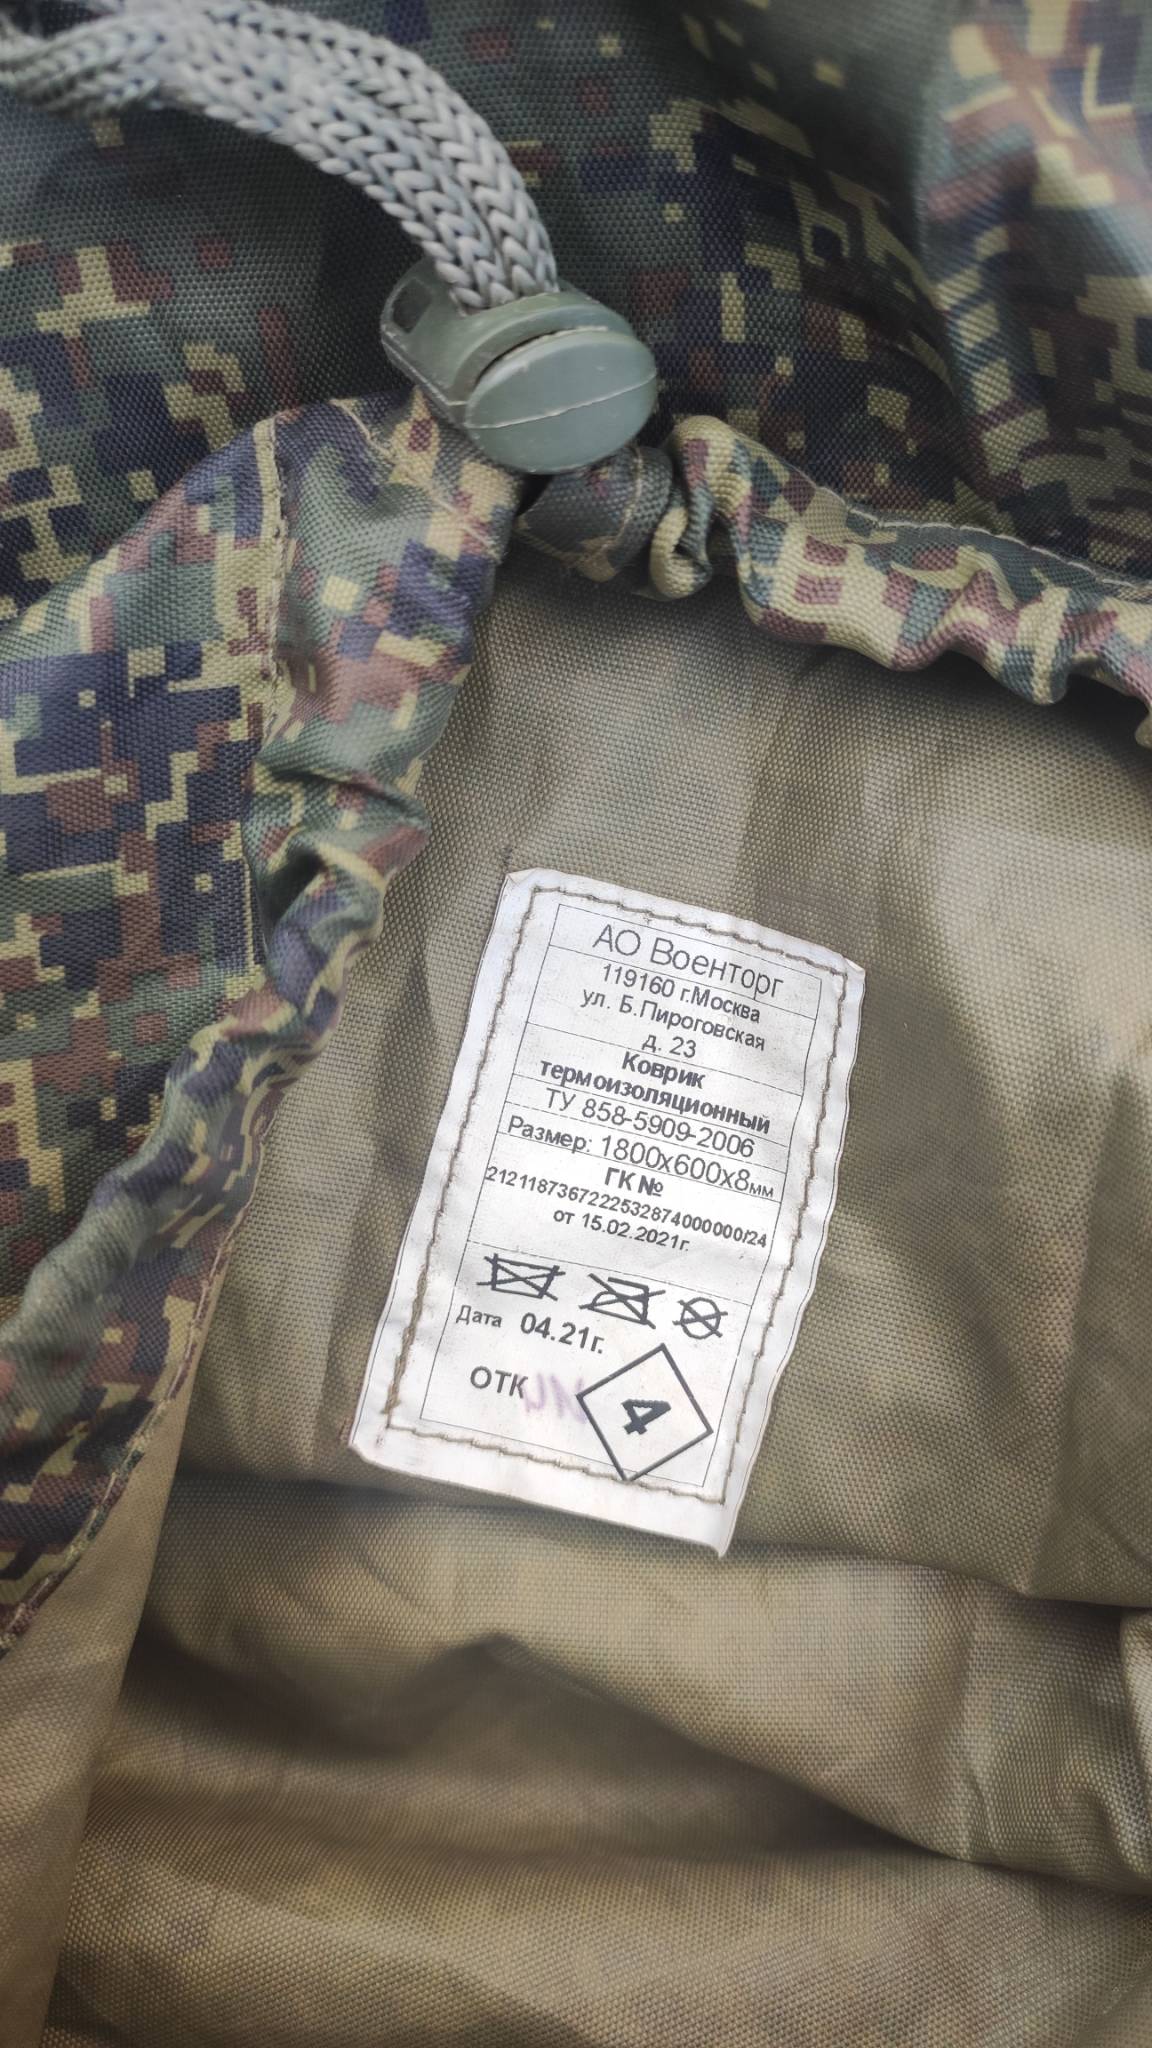 АО Военторг
119160 г.Москва
ул. Б.Пироговская
д. 23
Коврик
термоизоляционный
ТУ 858-5909-2006
Размер: 1800х600х8мм
ГК №
2121187367222532874000000/24
от 15.02.2021г.
Дата 04.21г.
ОТК
4